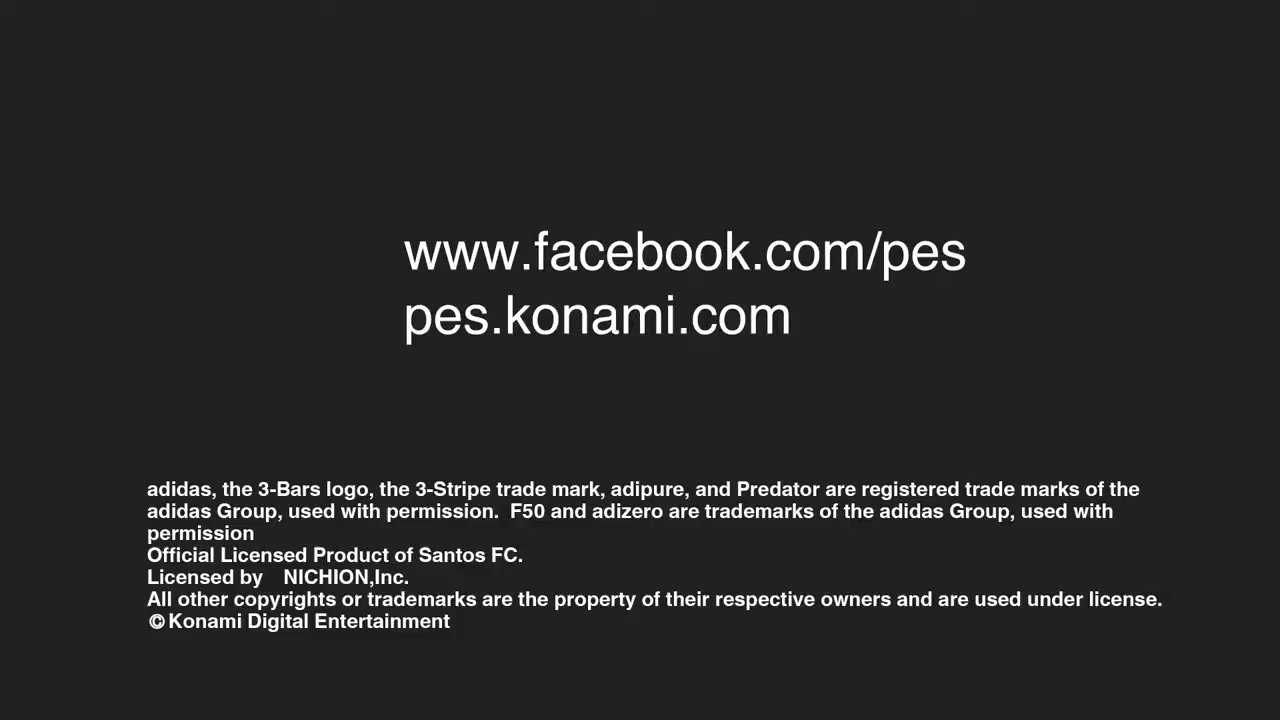 www.facebook.com/pes
pes.konami.com
adidas, the 3-Bars logo, the 3-Stripe trade mark, adipure, and Predator are registered trade marks of the
adidas Group, used with permission.  F50 and adizero are trademarks of the adidas Group, used with
permission
Official Licensed Product of Santos FC.
Licensed by　NICHION,Inc.
All other copyrights or trademarks are the property of their respective owners and are used under license.
©Konami Digital Entertainment